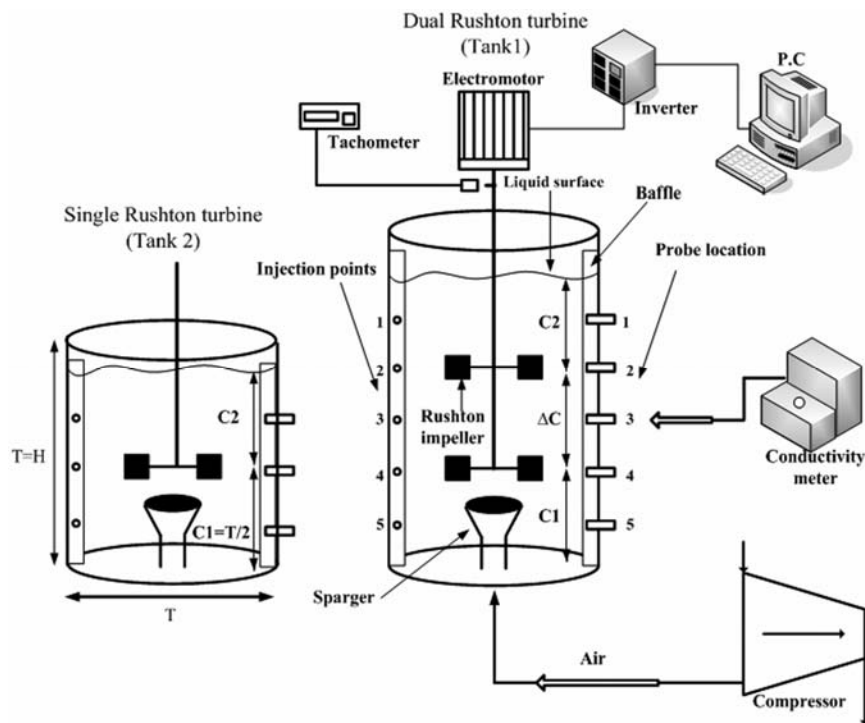 Dual Rushton turbine
(Tank1)
Electromotor
P.C
Inverter
Tachometer
Liquid surface
Baffle
Single Rushton turbine
(Tank 2)
Injection points
Probe location
1
C2
1
2
2
C2
3
Rushton
impeller
ΔC
3
T=H
4
4
Conductivity
meter
C1=T/2
5
C1
5
Sparger
T
Air
Compressor